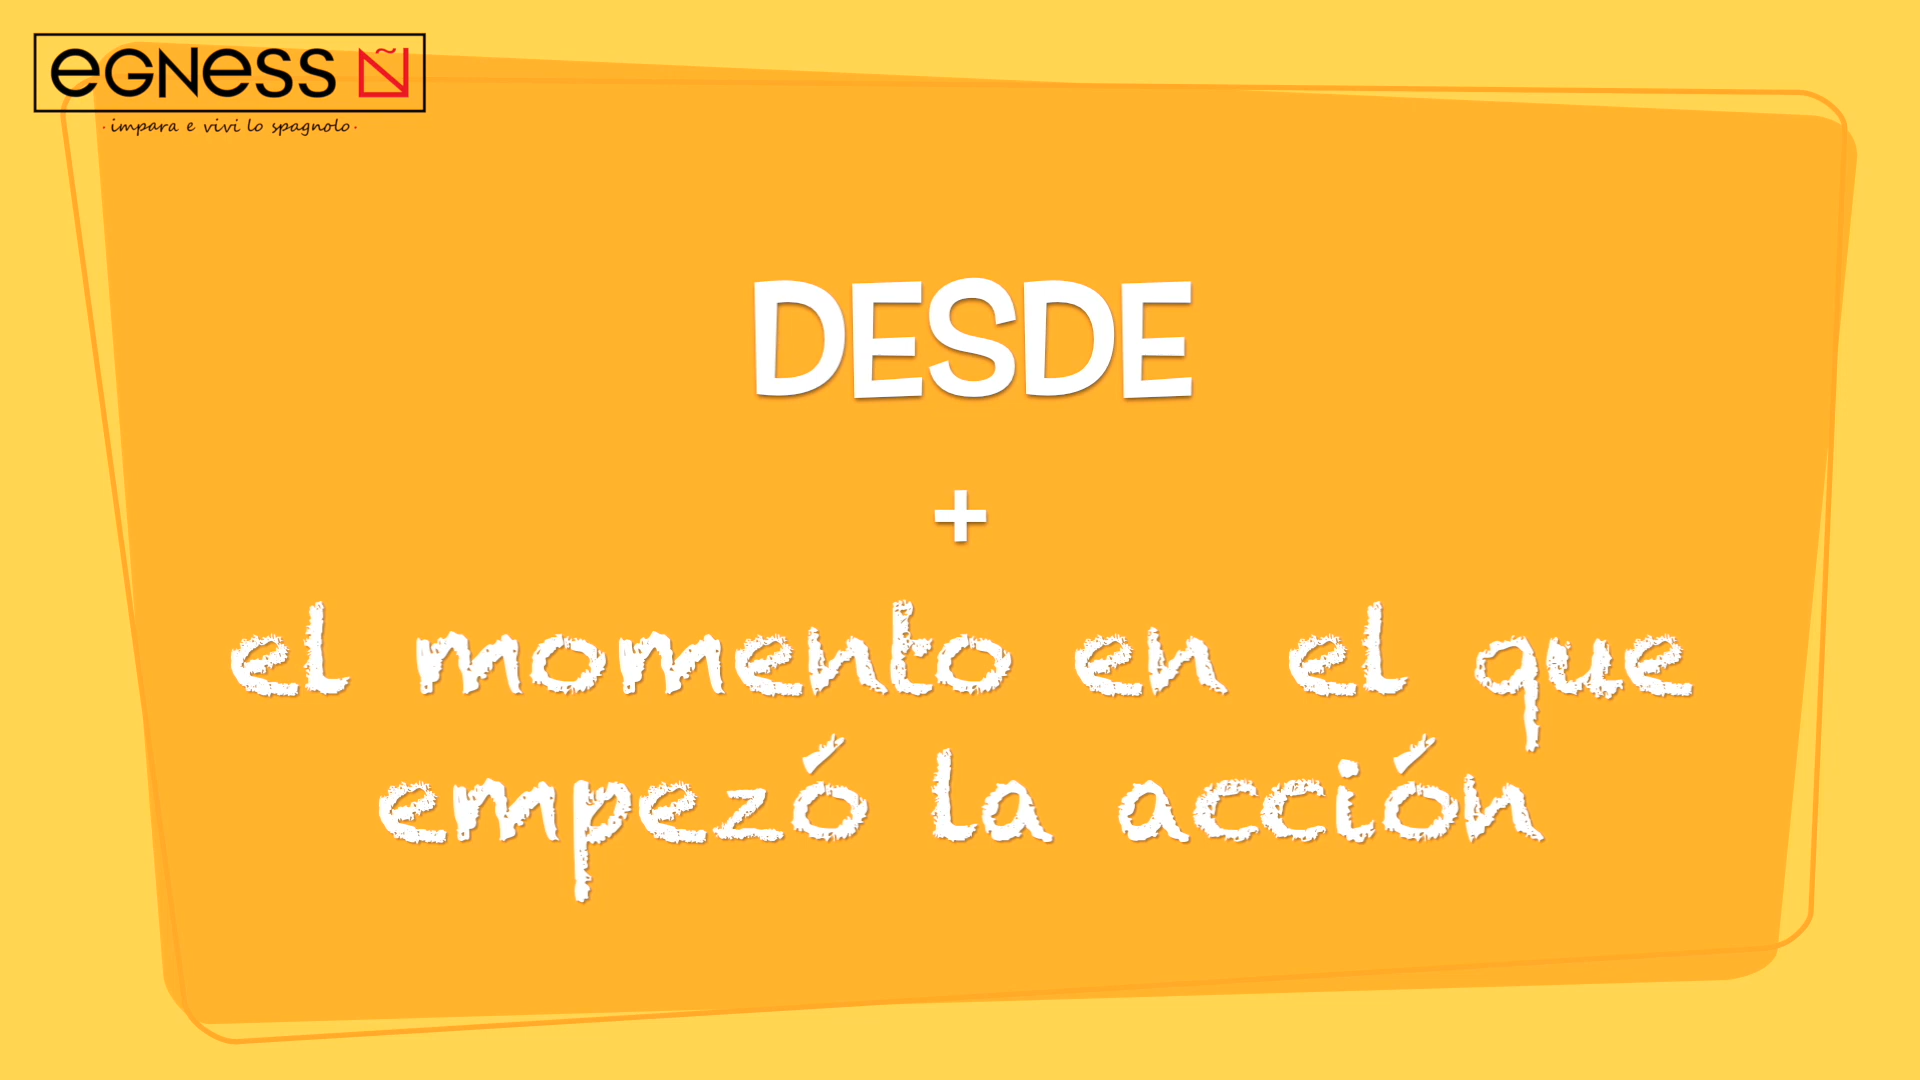 eGNeSS Ñ
· impara e vivi lo spagnolo ·
DESDE
+
el momento en el que
empezó la acción